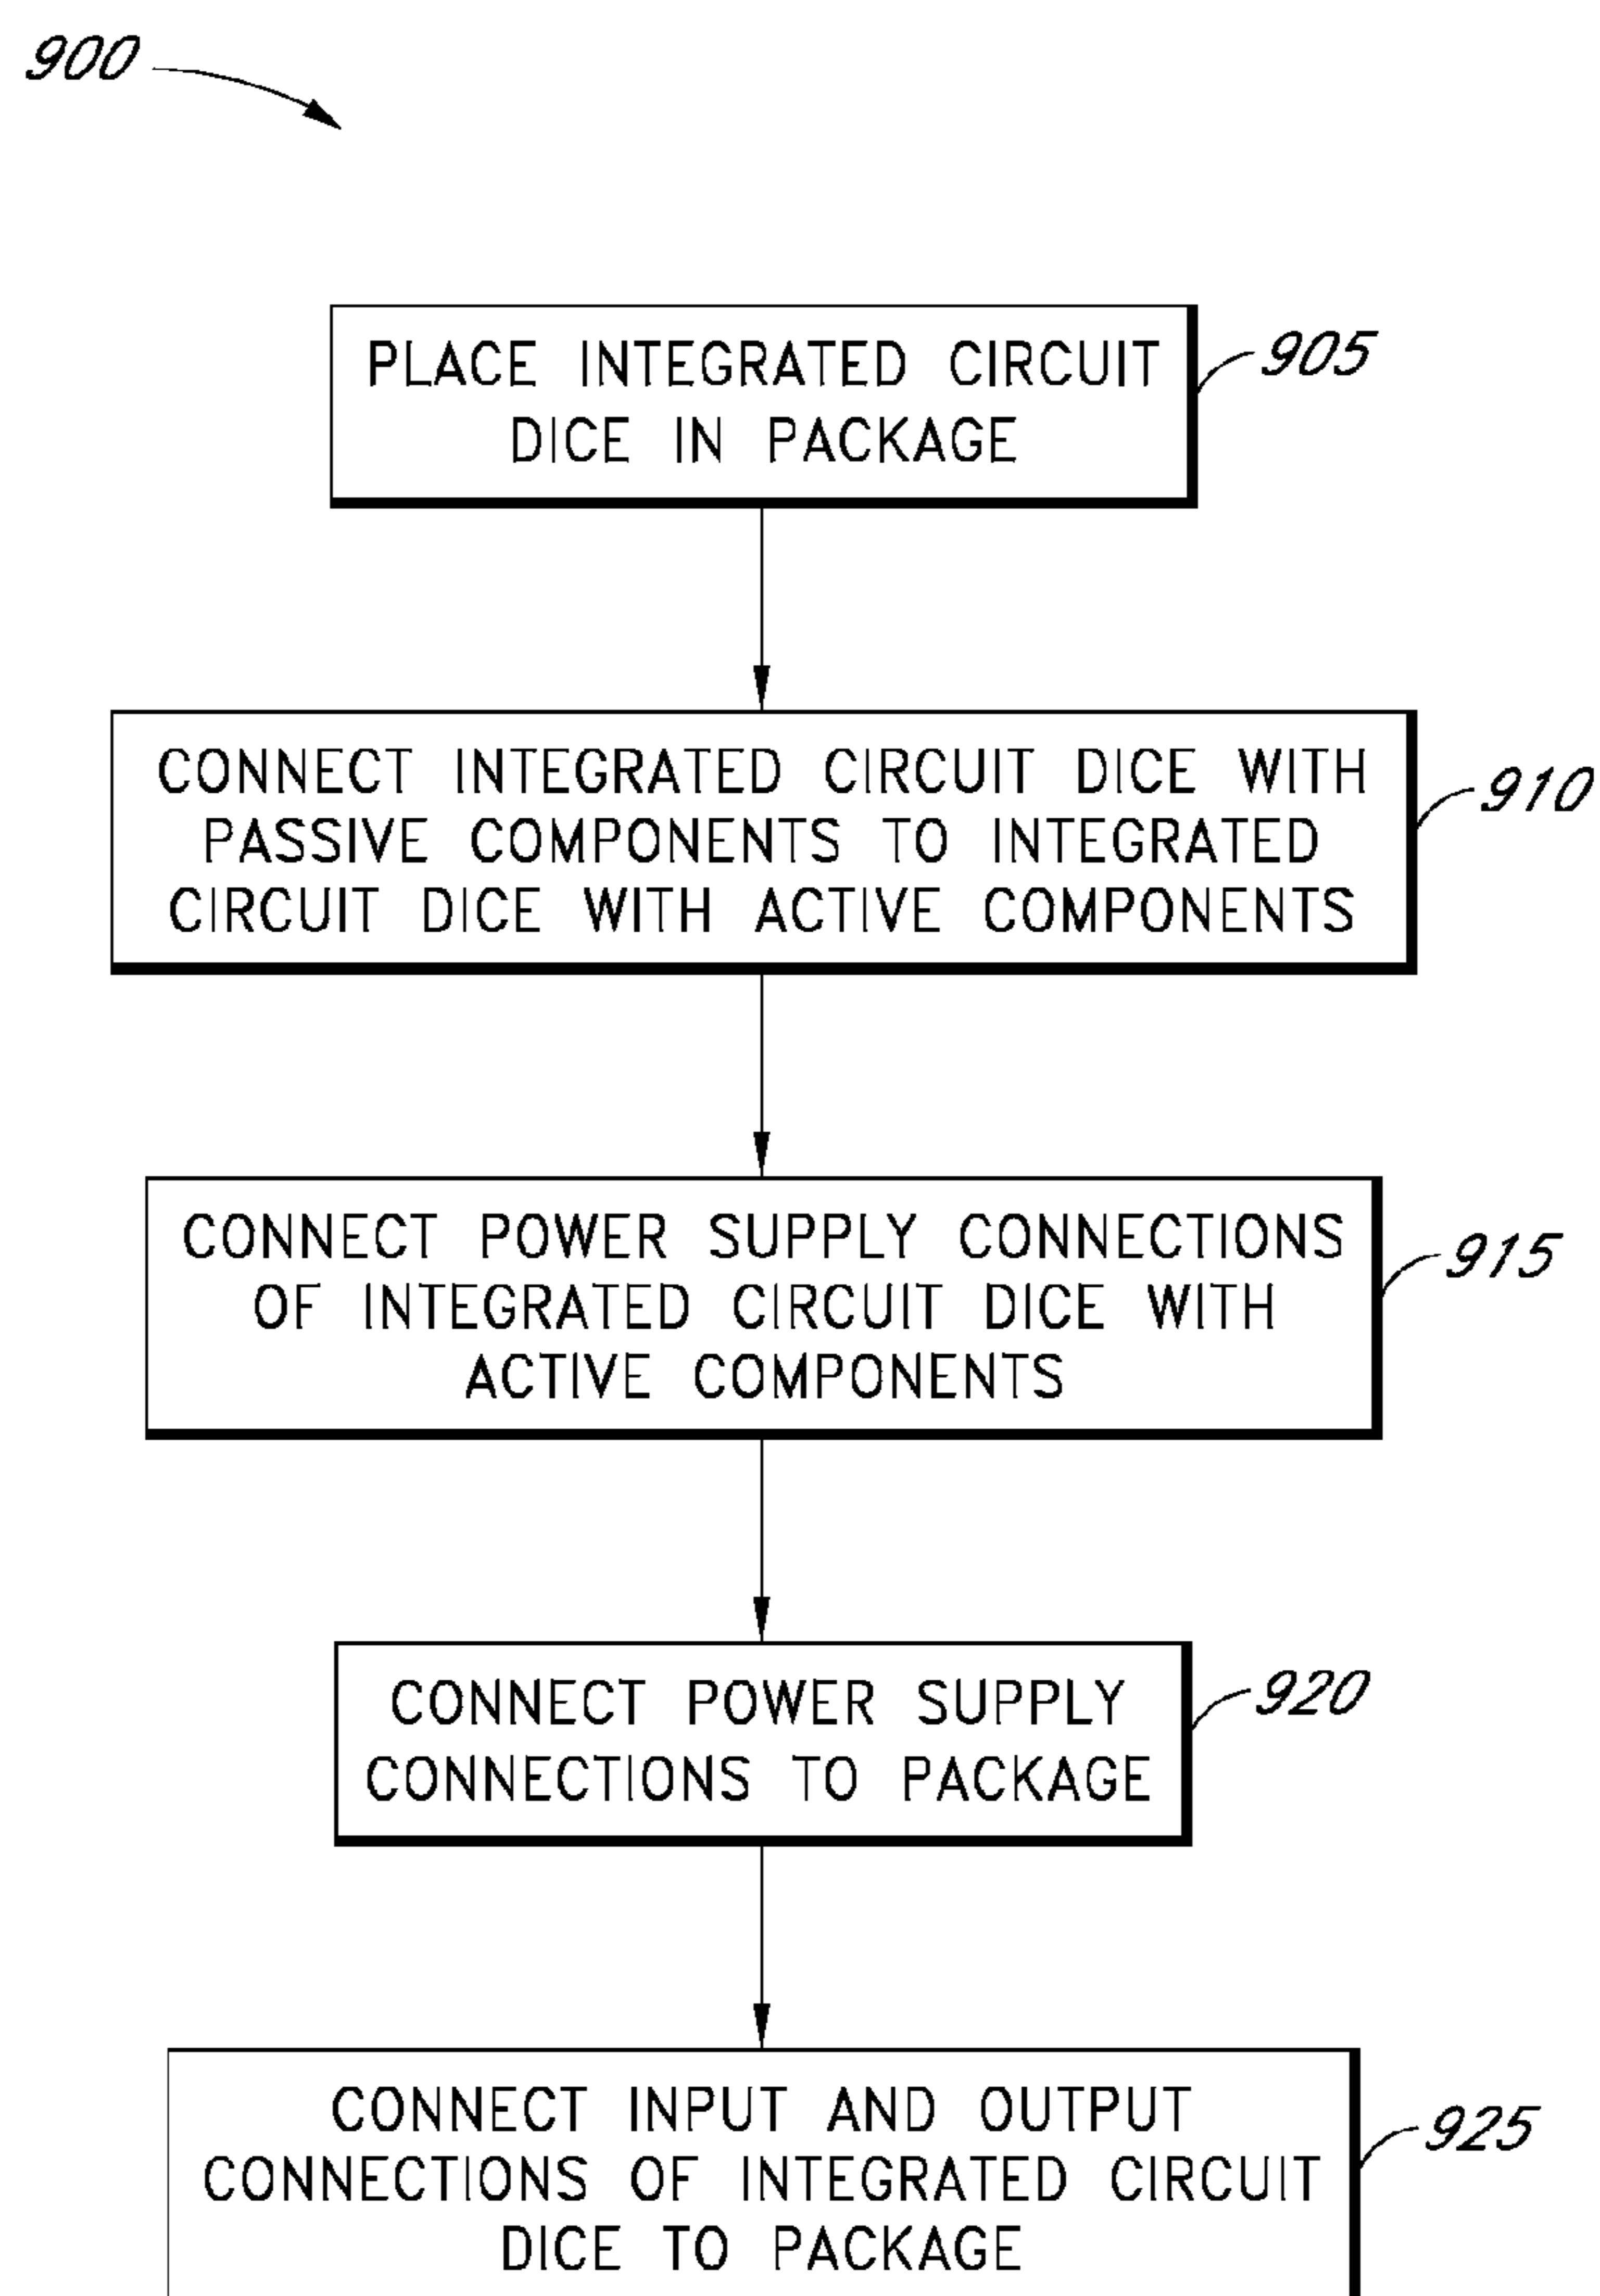 900
PLACE INTEGRATED CIRCUIT
DICE IN PACKAGE
905
CONNECT INTEGRATED CIRCUIT DICE WITH
PASSIVE COMPONENTS TO INTEGRATED
CIRCUIT DICE WITH ACTIVE COMPONENTS
910
CONNECT POWER SUPPLY CONNECTIONS
OF INTEGRATED CIRCUIT DICE WITH
ACTIVE COMPONENTS
915
CONNECT POWER SUPPLY
CONNECTIONS TO PACKAGE
920
CONNECT INPUT AND OUTPUT
CONNECTIONS OF INTEGRATED CIRCUIT
DICE TO PACKAGE
925